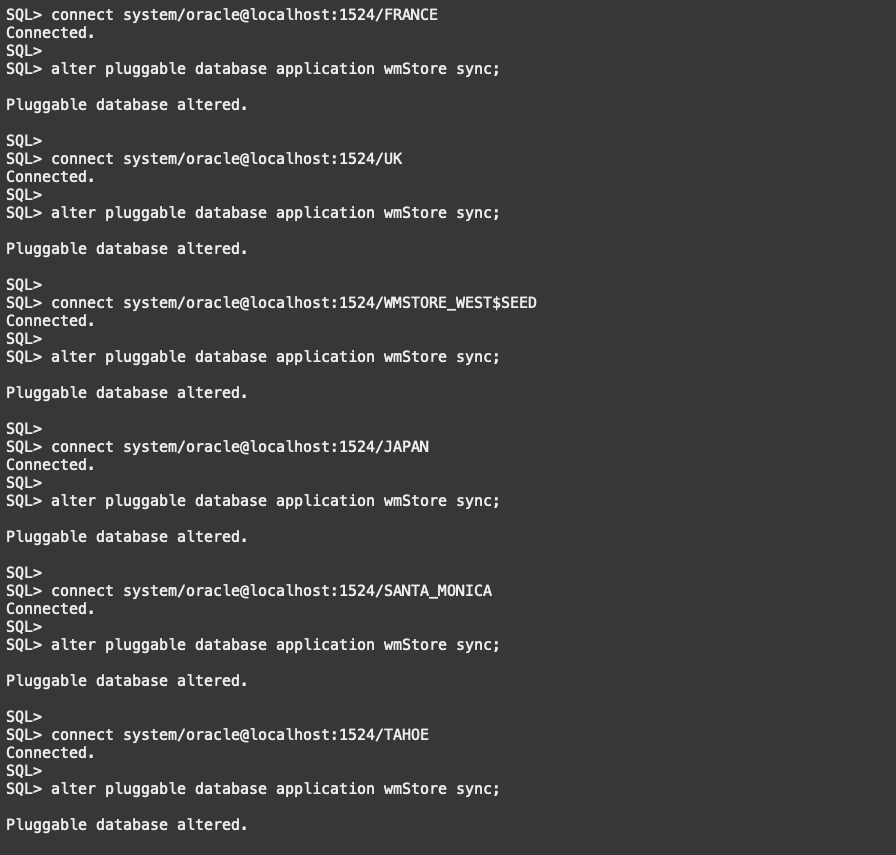 SQL> connect system/oracle@localhost:1524/FRANCE
Connected.
SQL>
SQL> alter pluggable database application wmStore sync;
Pluggable database altered.
SQL>
SQL> connect system/oracle@localhost:1524/UK
Connected.
SQL>
SQL> alter pluggable database application wmStore sync;
Pluggable database altered.
SQL>
SQL> connect system/oracle@localhost:1524/WMSTORE_WEST$SEED
Connected.
SQL>
SQL> alter pluggable database application wmStore sync;
Pluggable database altered.
SQL>
SQL> connect system/oracle@localhost:1524/JAPAN
Connected.
SQL>
SQL> alter pluggable database application wmStore sync;
Pluggable database altered.
SQL>
SQL> connect system/oracle@localhost:1524/SANTA_MONICA
Connected.
SQL>
SQL> alter pluggable database application wmStore sync;
Pluggable database altered.
SQL>
SQL> connect system/oracle@localhost:1524/TAHOE
Connected.
SQL>
SQL> alter pluggable database application wmStore sync;
Pluggable database altered.